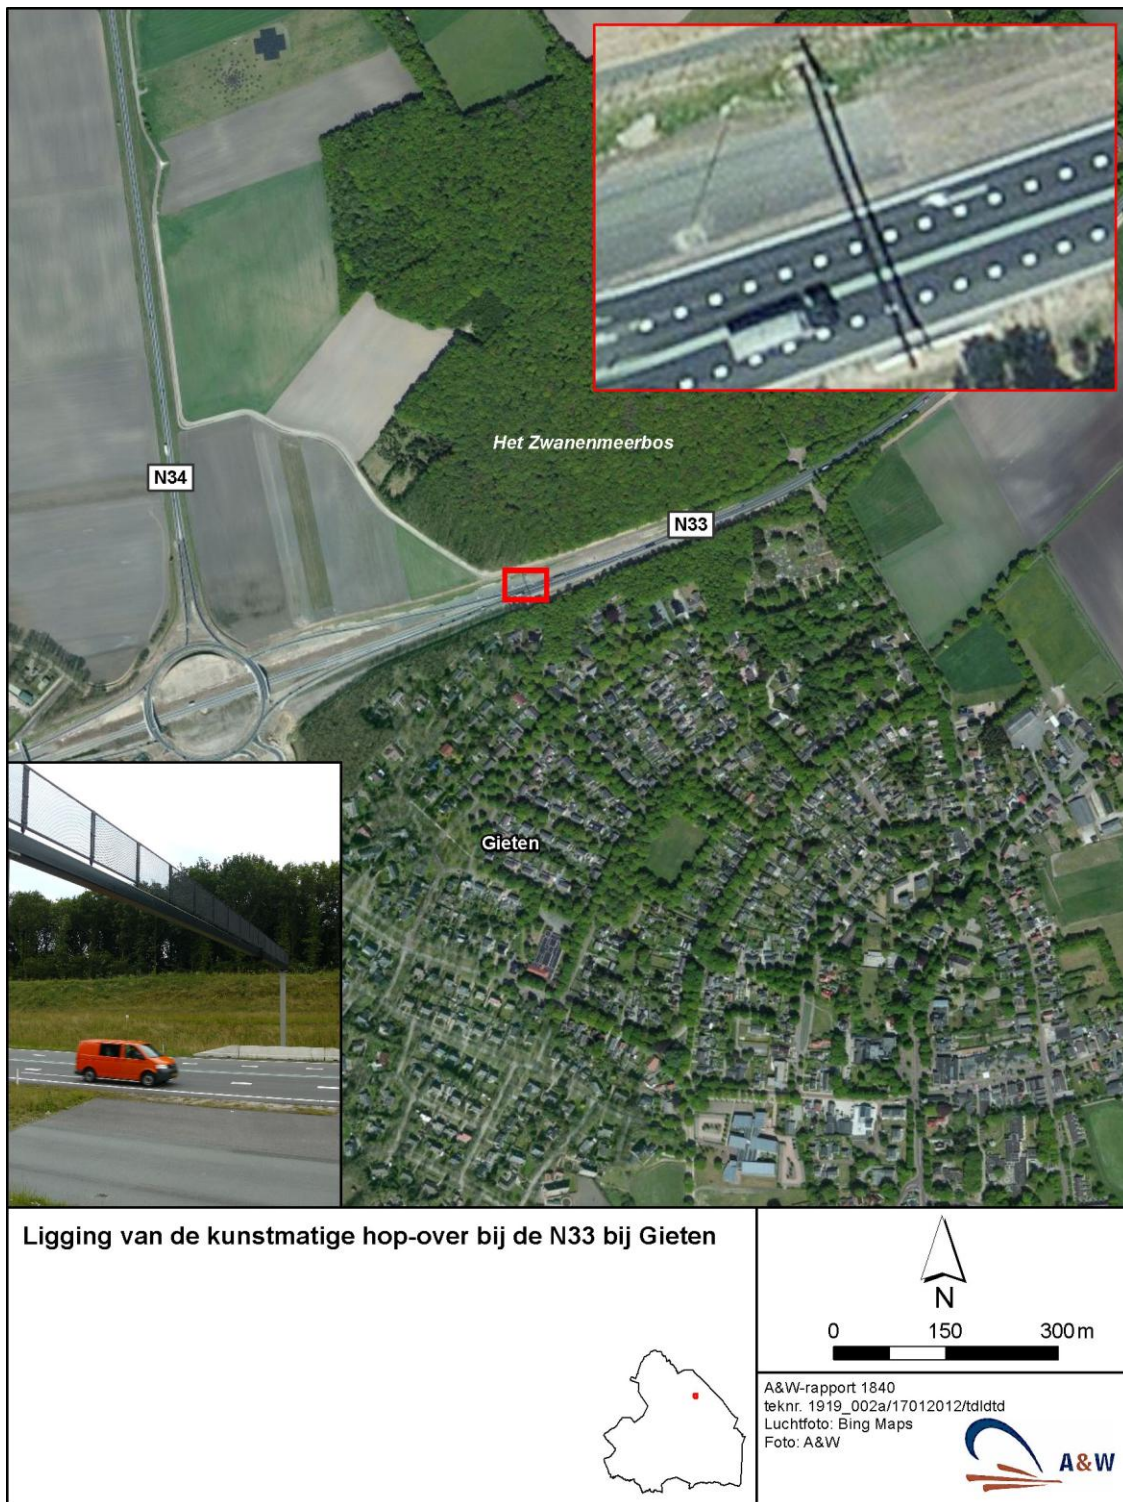 Het Zwanenmeerbos
N34
N33
Gieten
Ligging van de kunstmatige hop-over bij de N33 bij Gieten
N
0 150 300 m
A&W-rapport 1840
teknr. 1919_002a/17012012/tdldtd
Luchtfoto: Bing Maps
Foto: A&W
A&W